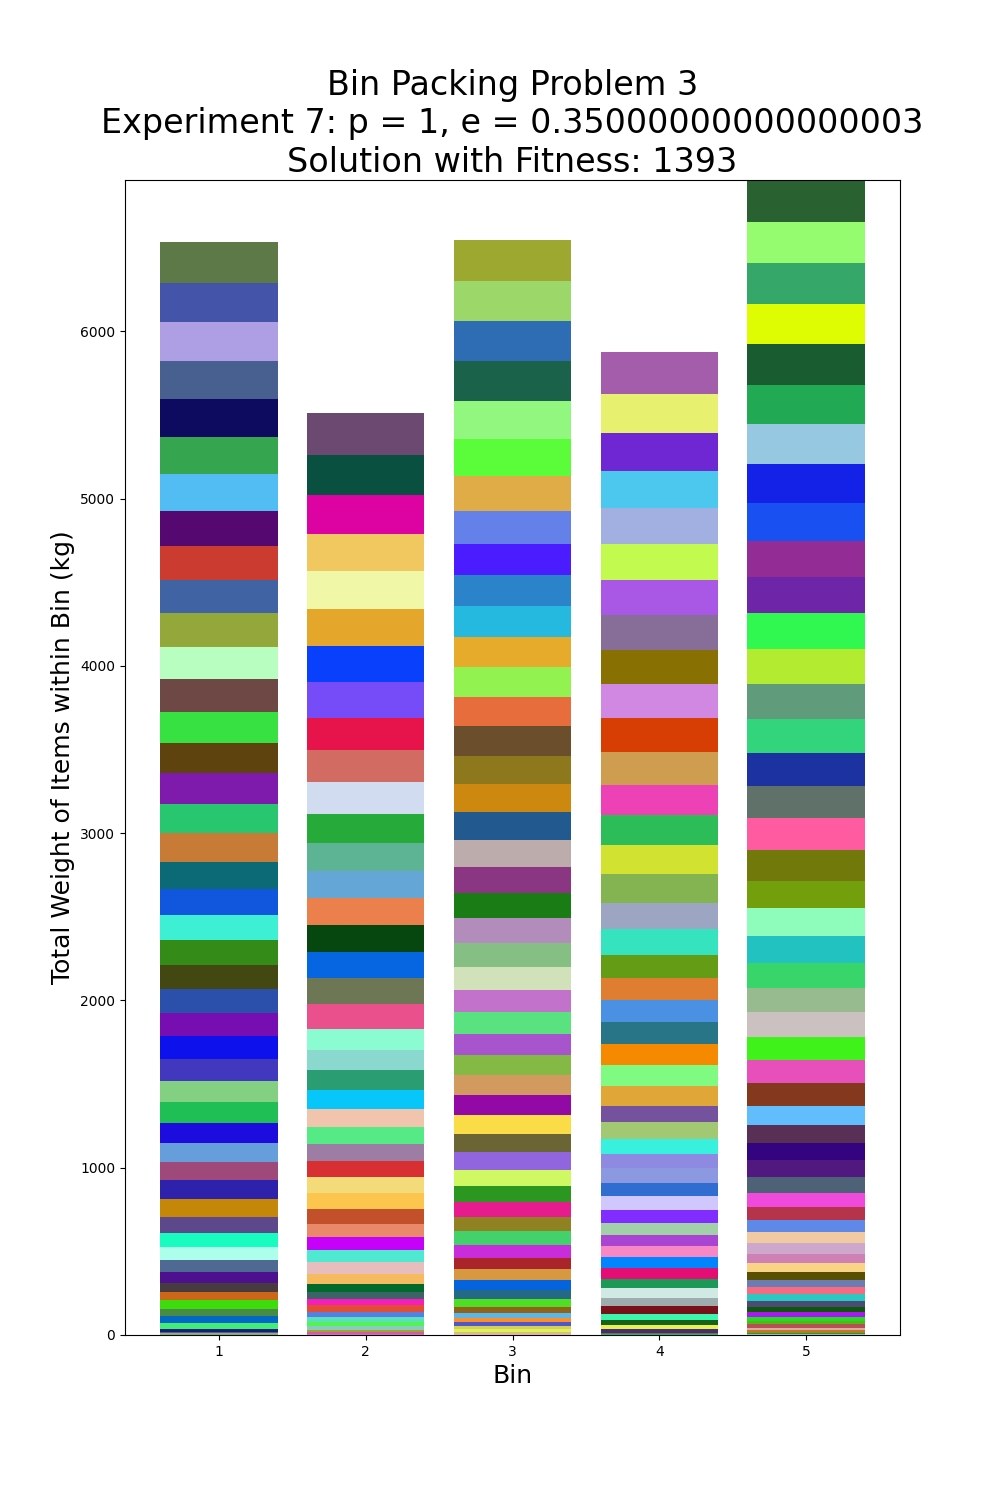 Bin Packing Problem 3
Experiment 7: p = 1, e = 0.35000000000000003
Solution with Fitness: 1393
Total Weight of Items within Bin (kg)
6000
5000
4000
3000
2000
1000
0
1 2 3 4 5
Bin